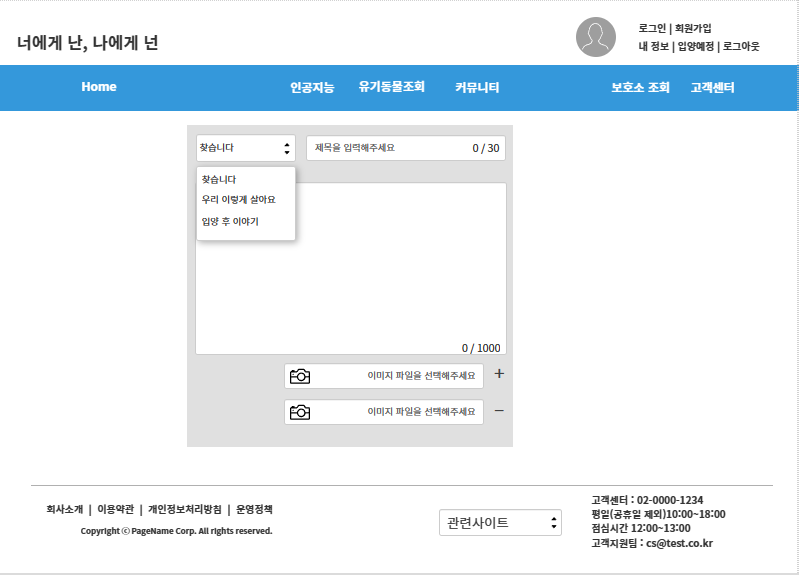 로그인 | 회원가입
너에게 난, 나에게 넌
내 정보 | 입양예정 | 로그아웃
Home 인공지능 유기동물조회 커뮤니티 보호소 조회 고객센터
찾습니다 제목을 입력해주세요 0 / 30
찾습니다
우리 이렇게 살아요
입양 후 이야기
0 / 1000
이미지 파일을 선택해주세요 +
이미지 파일을 선택해주세요 −
회사소개 | 이용약관 | 개인정보처리방침 | 운영정책
Copyright ⓒ PageName Corp. All rights reserved.
관련사이트
고객센터 : 02-0000-1234
평일(공휴일 제외)10:00~18:00
점심시간 12:00~13:00
고객지원팀 : cs@test.co.kr